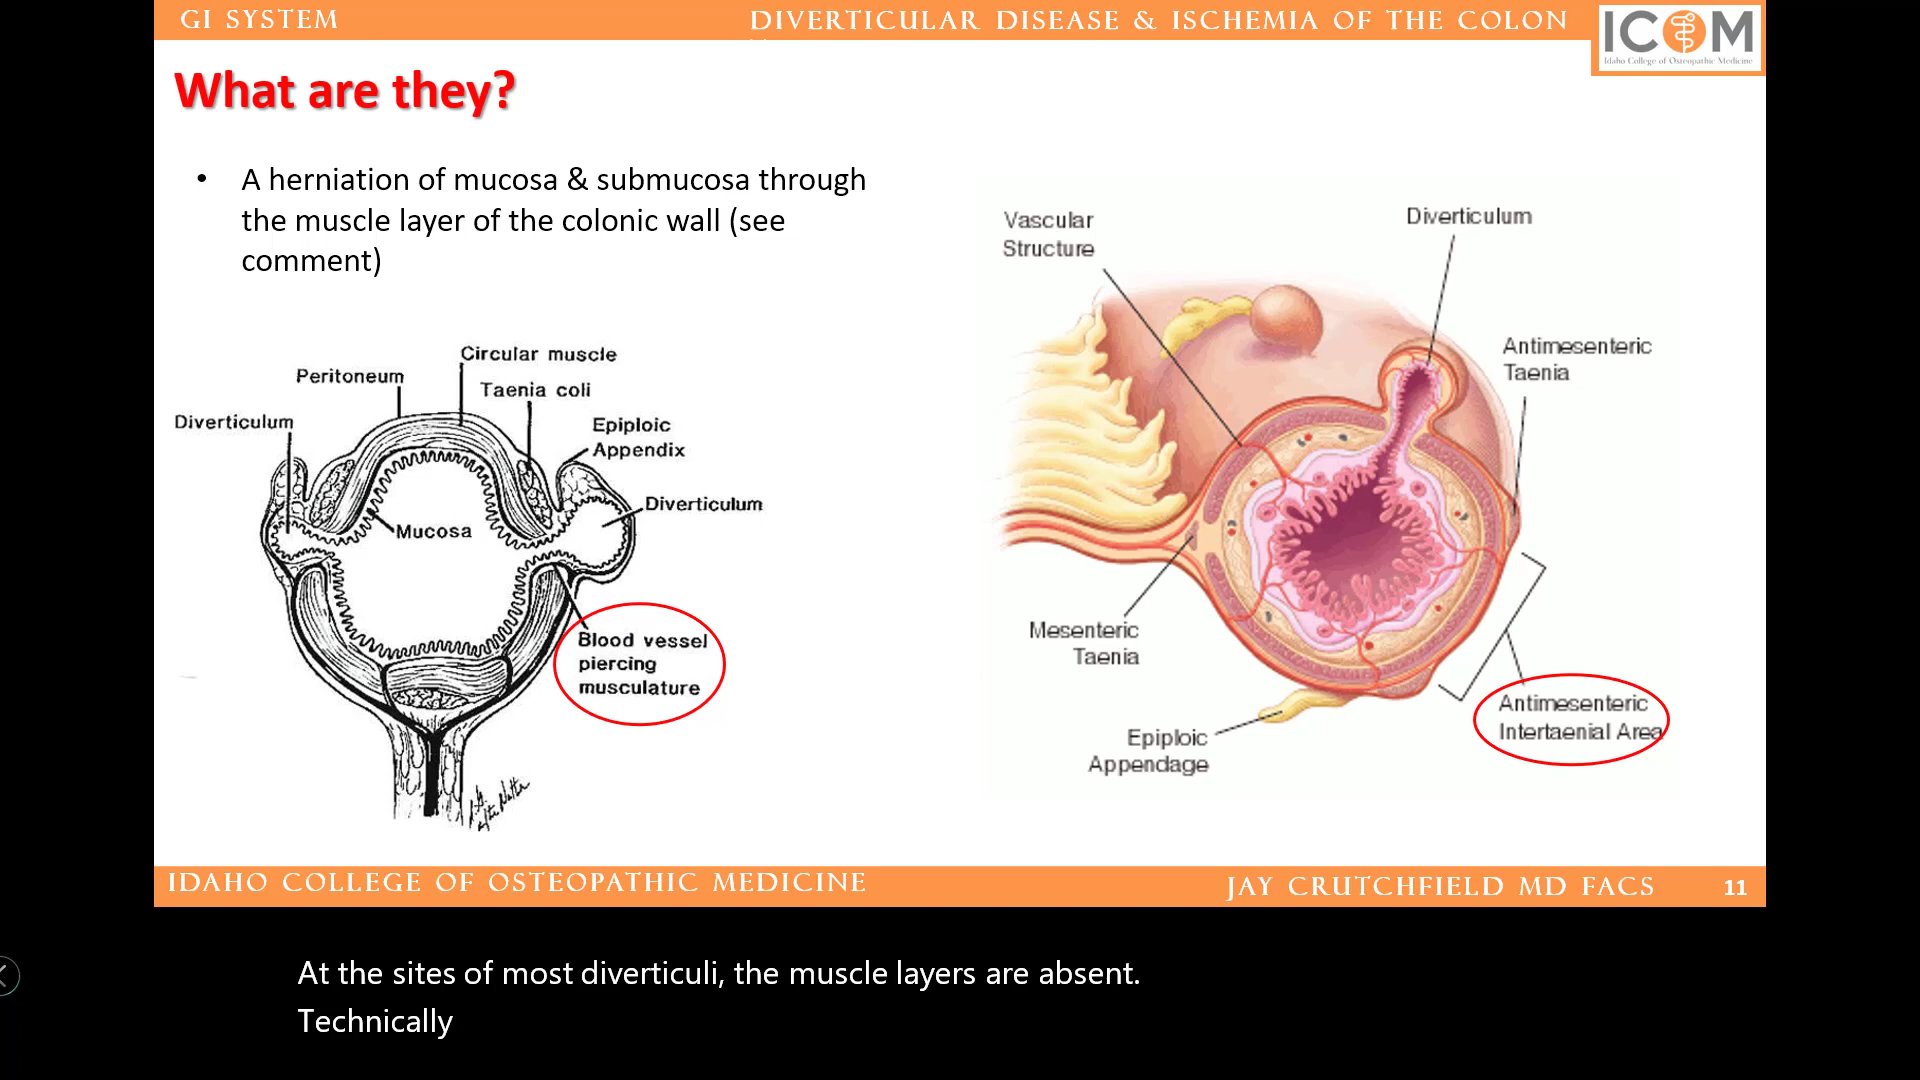 GI SYSTEM
DIVERTICULAR DISEASE & ISCHEMIA OF THE COLON
ICOM
Idaho College of Osteopathic Medicine
What are they?
• A herniation of mucosa & submucosa through
the muscle layer of the colonic wall (see
comment)
Circular muscle
Peritoneum
Taenia coli
Diverticulum
Epiploic
Appendix
Diverticulum
Mucosa
Blood vessel
piercing
musculature
Vascular
Structure
Diverticulum
Antimesenteric
Taenia
Mesenteric
Taenia
Antimesenteric
Intertaenial Area
Epiploic
Appendage
IDAHO COLLEGE OF OSTEOPATHIC MEDICINE
JAY CRUTCHFIELD MD FACS
11
At the sites of most diverticuli, the muscle layers are absent.
Technically